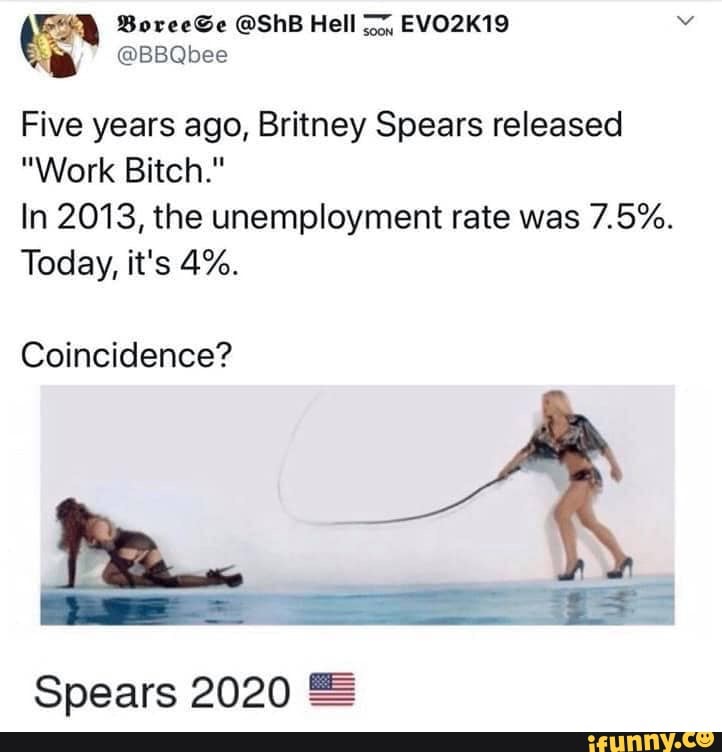 BoreeGe @ShB Hell SOON EVO2K19
@BBQbee
Five years ago, Britney Spears released
"Work Bitch."
In 2013, the unemployment rate was 7.5%.
Today, it's 4%.
Coincidence?
Spears 2020 🇺🇸
ifunny.co